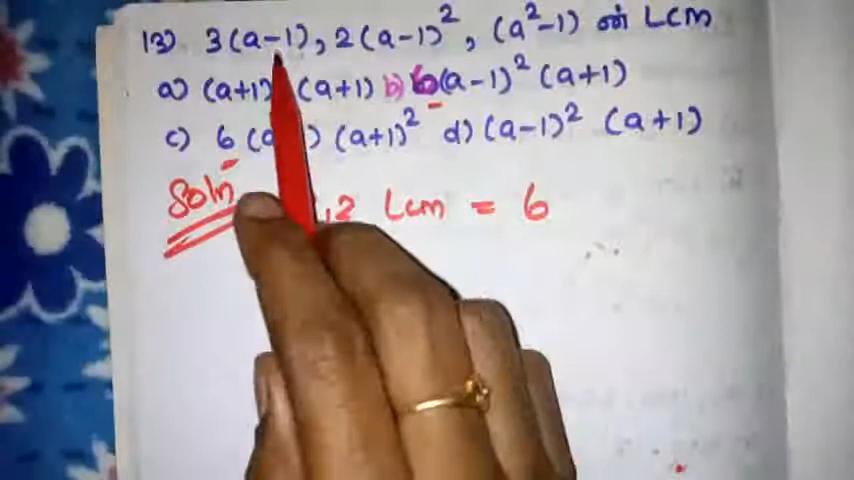 13) 3(a-1), 2(a-1)², (a²-1) ன் LCM
a) (a+1) (a+1) b) 6(a-1)² (a+1)
c) 6(a ) (a+1)² d) (a-1)² (a+1)
Soln
,2 Lcm = 6